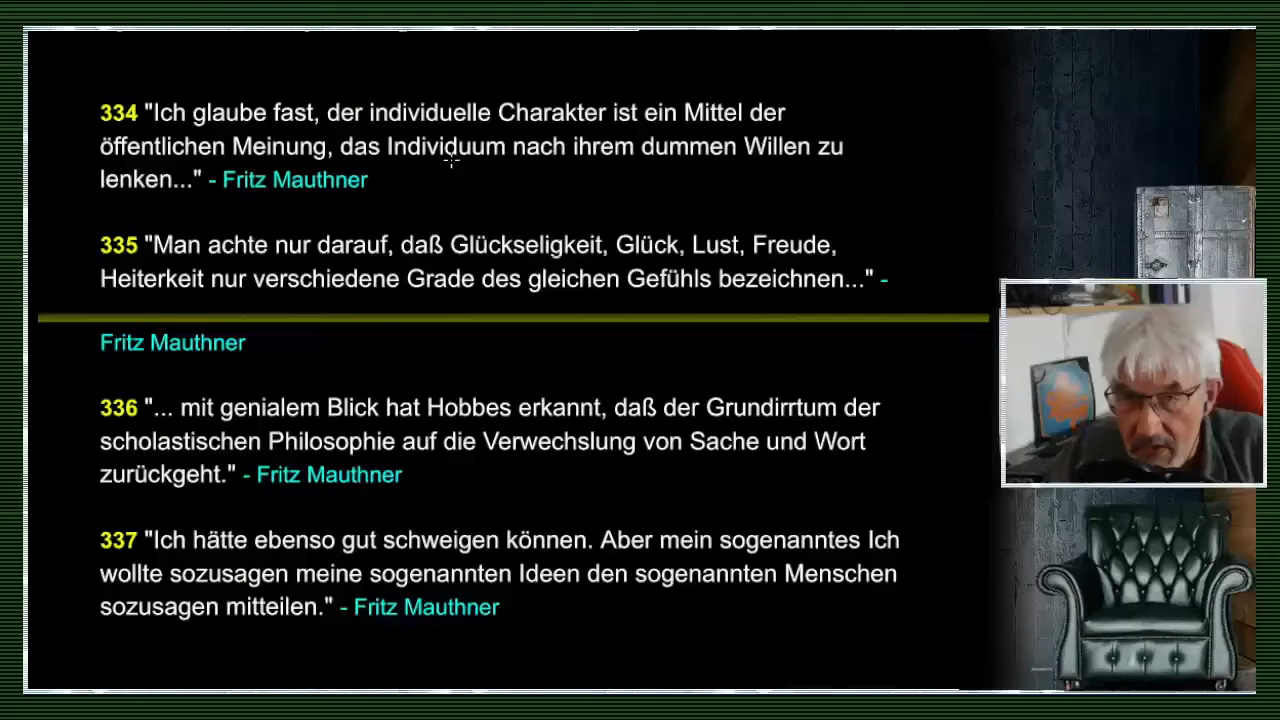 334 "Ich glaube fast, der individuelle Charakter ist ein Mittel der
öffentlichen Meinung, das Individuum nach ihrem dummen Willen zu
lenken..." - Fritz Mauthner
335 "Man achte nur darauf, daß Glückseligkeit, Glück, Lust, Freude,
Heiterkeit nur verschiedene Grade des gleichen Gefühls bezeichnen..." -
Fritz Mauthner
336 "... mit genialem Blick hat Hobbes erkannt, daß der Grundirrtum der
scholastischen Philosophie auf die Verwechslung von Sache und Wort
zurückgeht." - Fritz Mauthner
337 "Ich hätte ebenso gut schweigen können. Aber mein sogenanntes Ich
wollte sozusagen meine sogenannten Ideen den sogenannten Menschen
sozusagen mitteilen." - Fritz Mauthner